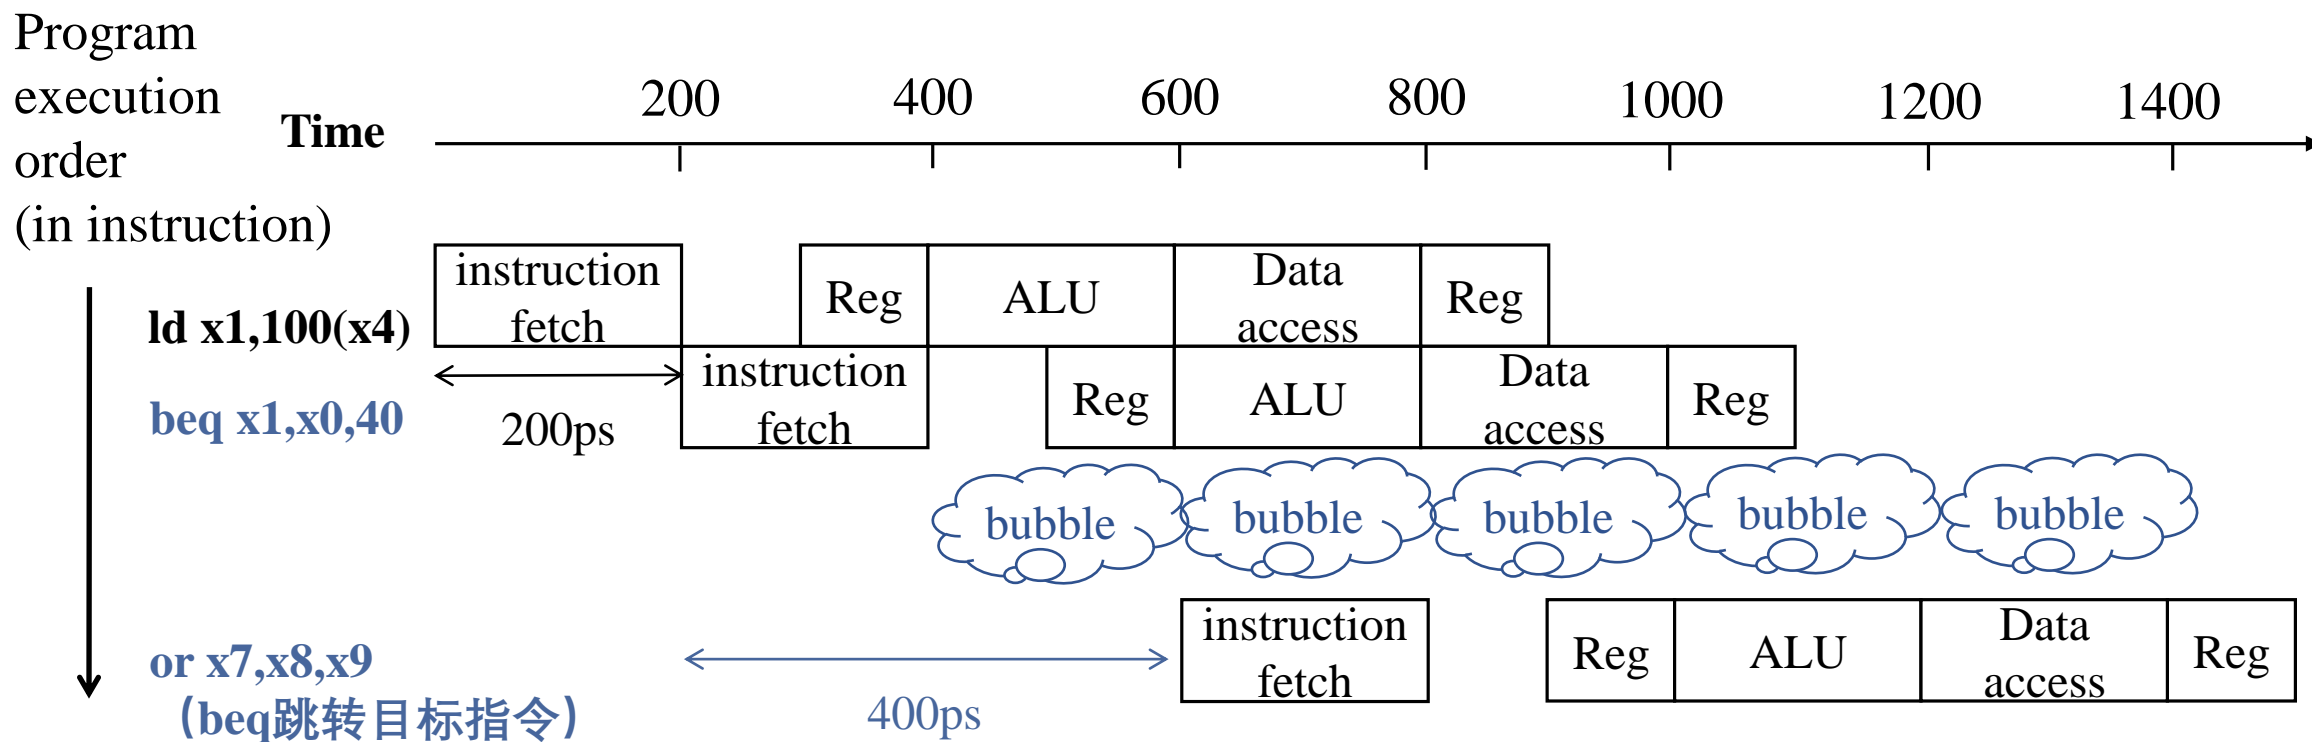 Program
execution
order
(in instruction)
Time
200 400 600 800 1000 1200 1400
ld x1,100(x4)
instruction
fetch
Reg
ALU
Data
access
Reg
200ps
beq x1,x0,40
instruction
fetch
Reg
ALU
Data
access
Reg
bubble bubble bubble bubble bubble
or x7,x8,x9
(beq跳转目标指令)
400ps
instruction
fetch
Reg
ALU
Data
access
Reg